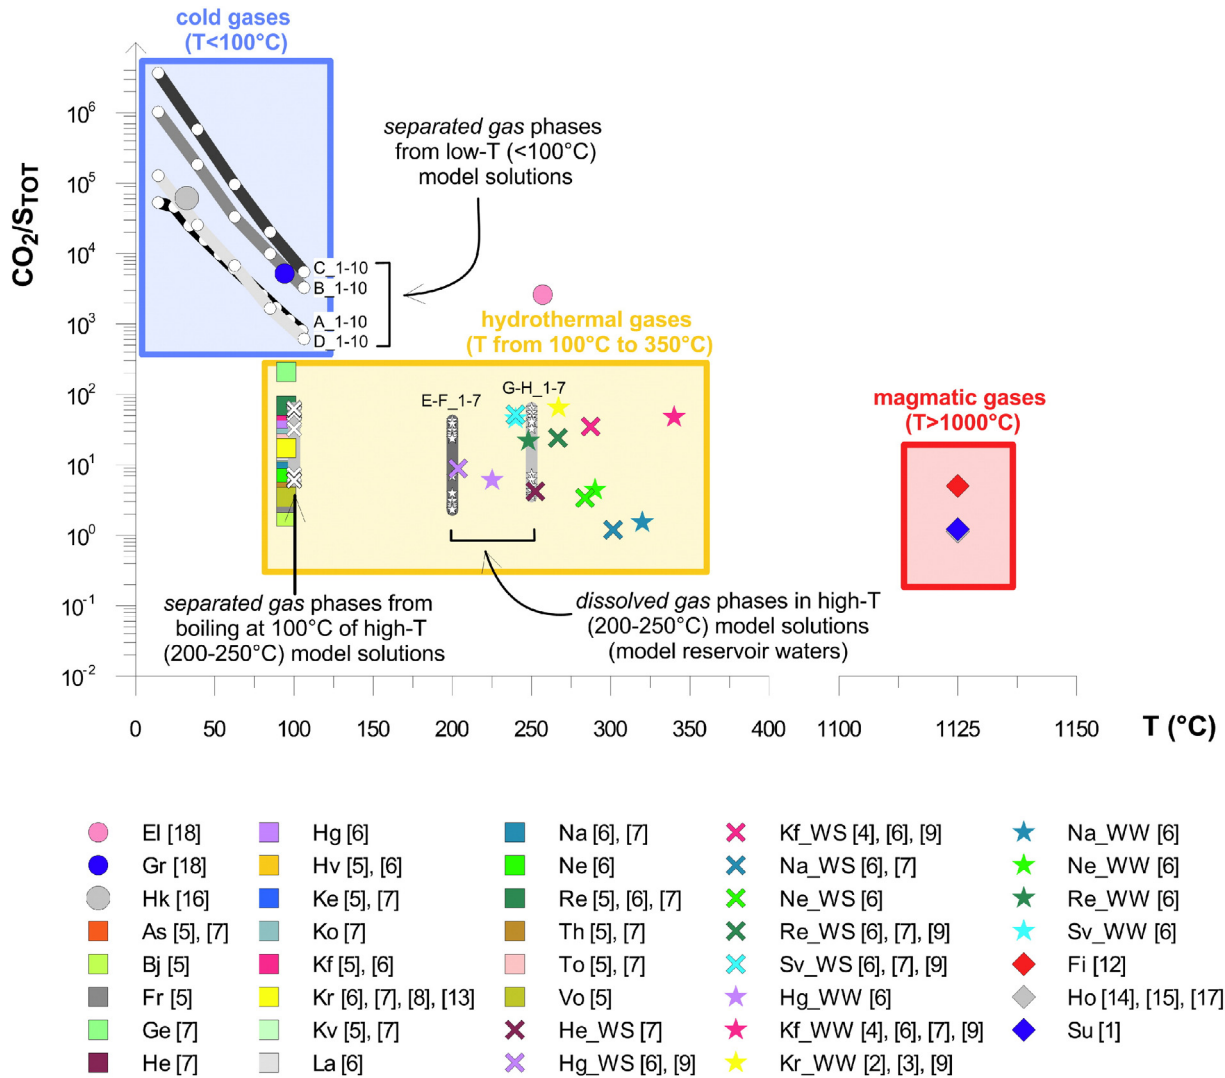 cold gases
(T<100°C)
CO2/STOT
10^6
10^5
10^4
10^3
10^2
10^1
10^0
10^-1
10^-2
separated gas phases
from low-T (<100°C)
model solutions
C_1-10
B_1-10
A_1-10
D_1-10
hydrothermal gases
(T from 100°C to 350°C)
E-F_1-7
G-H_1-7
magmatic gases
(T>1000°C)
separated gas phases from
boiling at 100°C of high-T
(200-250°C) model solutions
dissolved gas phases in high-T
(200-250°C) model solutions
(model reservoir waters)
0 50 100 150 200 250 300 350 400 1100 1125 1150 T (°C)
El [18]
Gr [18]
Hk [16]
As [5], [7]
Bj [5]
Fr [5]
Ge [7]
He [7]
Hg [6]
Hv [5], [6]
Ke [5], [7]
Ko [7]
Kf [5], [6]
Kr [6], [7], [8], [13]
Kv [5], [7]
La [6]
Na [6], [7]
Ne [6]
Re [5], [6], [7]
Th [5], [7]
To [5], [7]
Vo [5]
He_WS [7]
Hg_WS [6], [9]
Kf_WS [4], [6], [9]
Na_WS [6], [7]
Ne_WS [6]
Re_WS [6], [7], [9]
Sv_WS [6], [7], [9]
Hg_WW [6]
Kf_WW [4], [6], [7], [9]
Kr_WW [2], [3], [9]
Na_WW [6]
Ne_WW [6]
Re_WW [6]
Sv_WW [6]
Fi [12]
Ho [14], [15], [17]
Su [1]